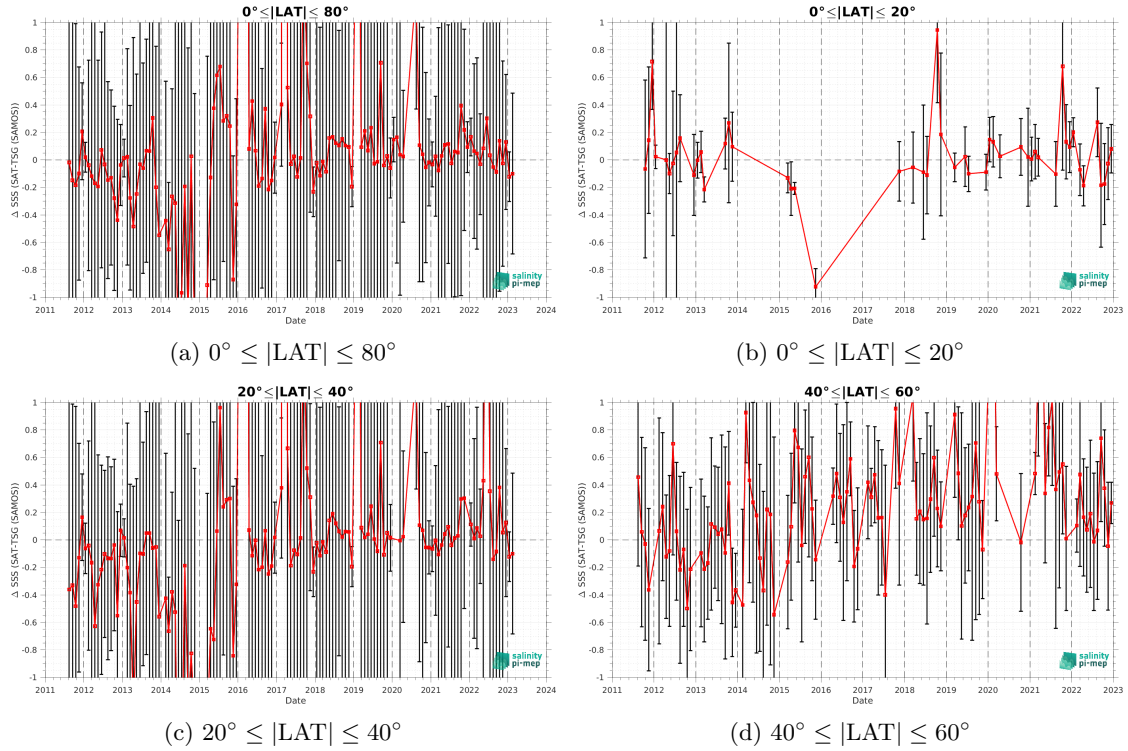 0°≤|LAT|≤ 80°
Δ SSS (SAT-TSG (SAMOS))
1
0.8
0.6
0.4
0.2
0
-0.2
-0.4
-0.6
-0.8
-1
2011 2012 2013 2014 2015 2016 2017 2018 2019 2020 2021 2022 2023 2024
Date
salinity
pi-mep
(a) 0° ≤ |LAT| ≤ 80°
0°≤|LAT|≤ 20°
Δ SSS (SAT-TSG (SAMOS))
1
0.8
0.6
0.4
0.2
0
-0.2
-0.4
-0.6
-0.8
-1
2011 2012 2013 2014 2015 2016 2017 2018 2019 2020 2021 2022 2023
Date
salinity
pi-mep
(b) 0° ≤ |LAT| ≤ 20°
20°≤|LAT|≤ 40°
Δ SSS (SAT-TSG (SAMOS))
1
0.8
0.6
0.4
0.2
0
-0.2
-0.4
-0.6
-0.8
-1
2011 2012 2013 2014 2015 2016 2017 2018 2019 2020 2021 2022 2023 2024
Date
salinity
pi-mep
(c) 20° ≤ |LAT| ≤ 40°
40°≤|LAT|≤ 60°
Δ SSS (SAT-TSG (SAMOS))
1
0.8
0.6
0.4
0.2
0
-0.2
-0.4
-0.6
-0.8
-1
2011 2012 2013 2014 2015 2016 2017 2018 2019 2020 2021 2022 2023
Date
salinity
pi-mep
(d) 40° ≤ |LAT| ≤ 60°